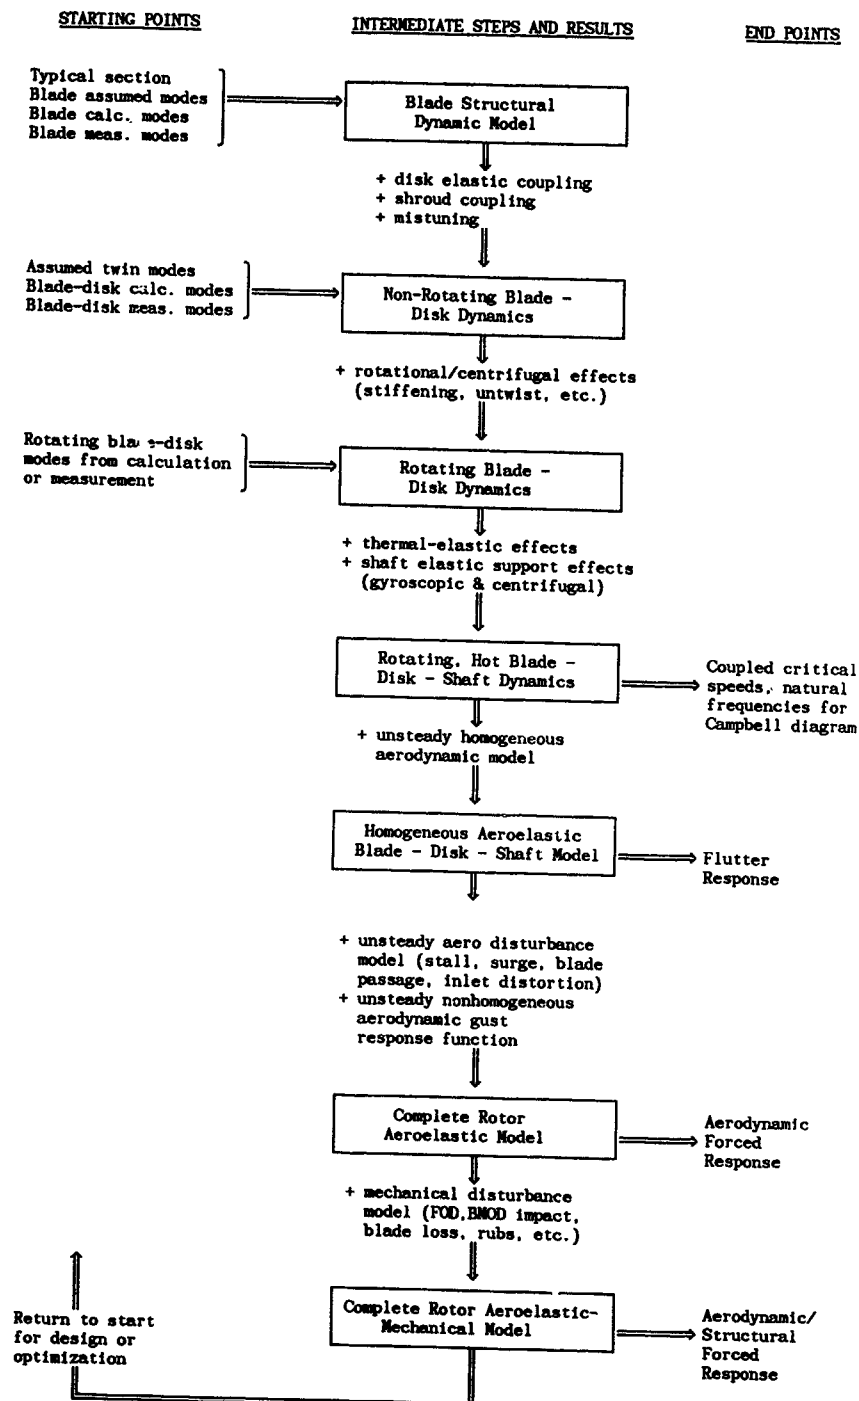 STARTING POINTS
INTERMEDIATE STEPS AND RESULTS
END POINTS
Typical section
Blade assumed modes
Blade calc. modes
Blade meas. modes
Blade Structural
Dynamic Model
+ disk elastic coupling
+ shroud coupling
+ mistuning
Assumed twin modes
Blade-disk calc. modes
Blade-disk meas. modes
Non-Rotating Blade -
Disk Dynamics
+ rotational/centrifugal effects
(stiffening, untwist, etc.)
Rotating blade-disk
modes from calculation
or measurement
Rotating Blade -
Disk Dynamics
+ thermal-elastic effects
+ shaft elastic support effects
(gyroscopic & centrifugal)
Rotating, Hot Blade -
Disk - Shaft Dynamics
Coupled critical
speeds, natural
frequencies for
Campbell diagram
+ unsteady homogeneous
aerodynamic model
Homogeneous Aeroelastic
Blade - Disk - Shaft Model
Flutter
Response
+ unsteady aero disturbance
model (stall, surge, blade
passage, inlet distortion)
+ unsteady nonhomogeneous
aerodynamic gust
response function
Complete Rotor
Aeroelastic Model
Aerodynamic
Forced
Response
+ mechanical disturbance
model (FOD,BMOD impact,
blade loss, rubs, etc.)
Complete Rotor Aeroelastic-
Mechanical Model
Aerodynamic/
Structural
Forced
Response
Return to start
for design or
optimization